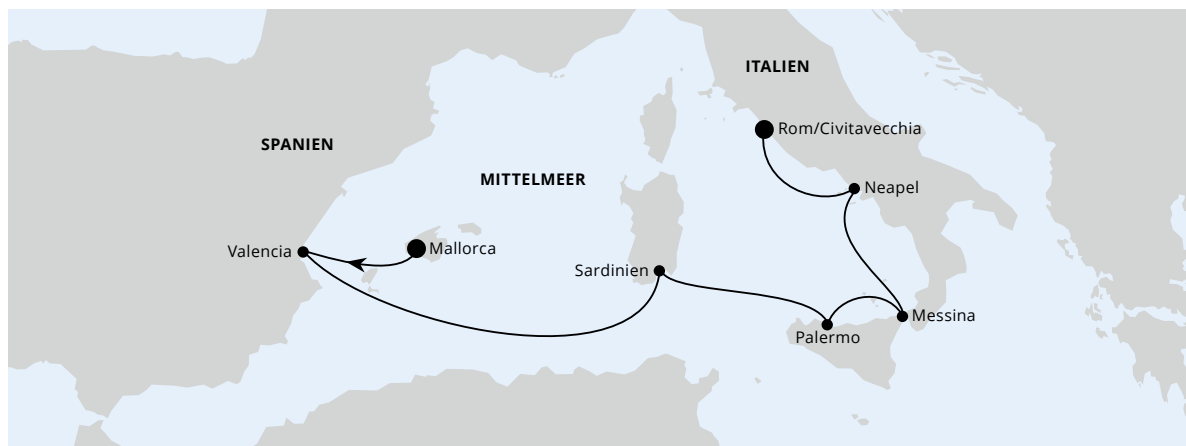 ITALIEN
Rom/Civitavecchia
SPANIEN
MITTELMEER
Neapel
Valencia
Mallorca
Sardinien
Messina
Palermo